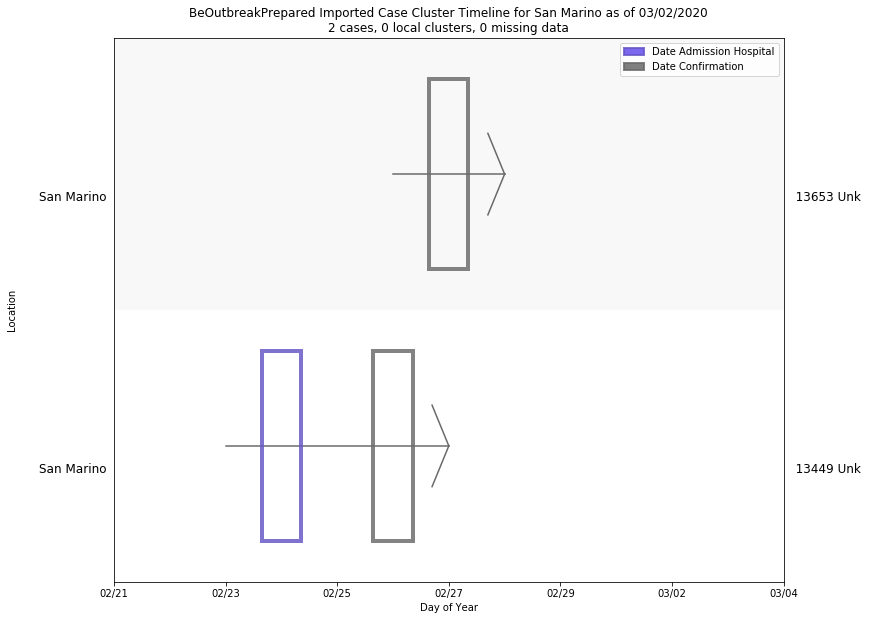 BeOutbreakPrepared Imported Case Cluster Timeline for San Marino as of 03/02/2020
2 cases, 0 local clusters, 0 missing data
Date Admission Hospital
Date Confirmation
San Marino
13653 Unk
Location
San Marino
13449 Unk
02/21
02/23
02/25
02/27
02/29
03/02
03/04
Day of Year